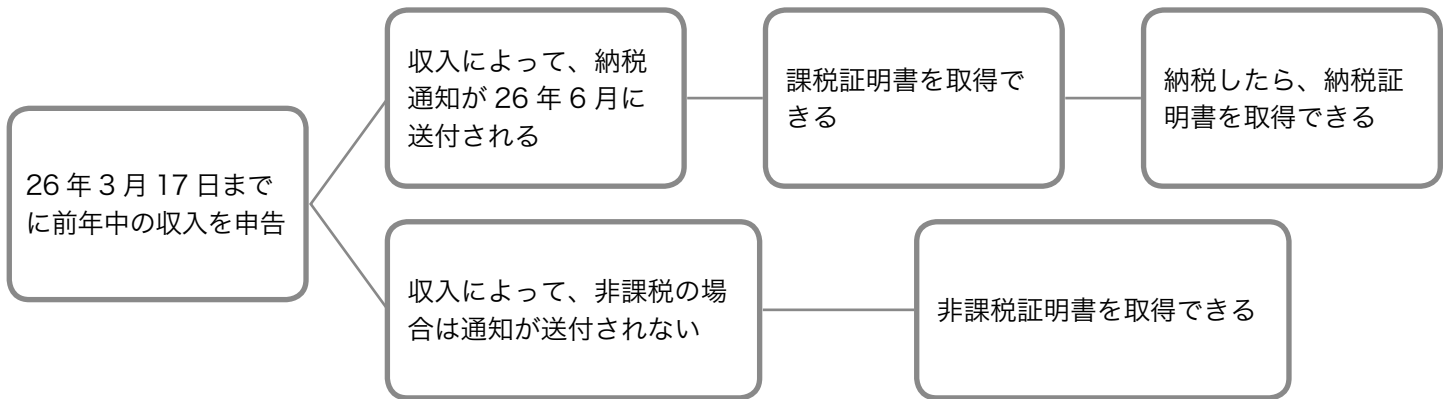 26 年 3 月 17 日まで
に前年中の収入を申告
収入によって、納税
通知が 26 年 6 月に
送付される
課税証明書を取得で
きる
納税したら、納税証
明書を取得できる
収入によって、非課税の場
合は通知が送付されない
非課税証明書を取得できる